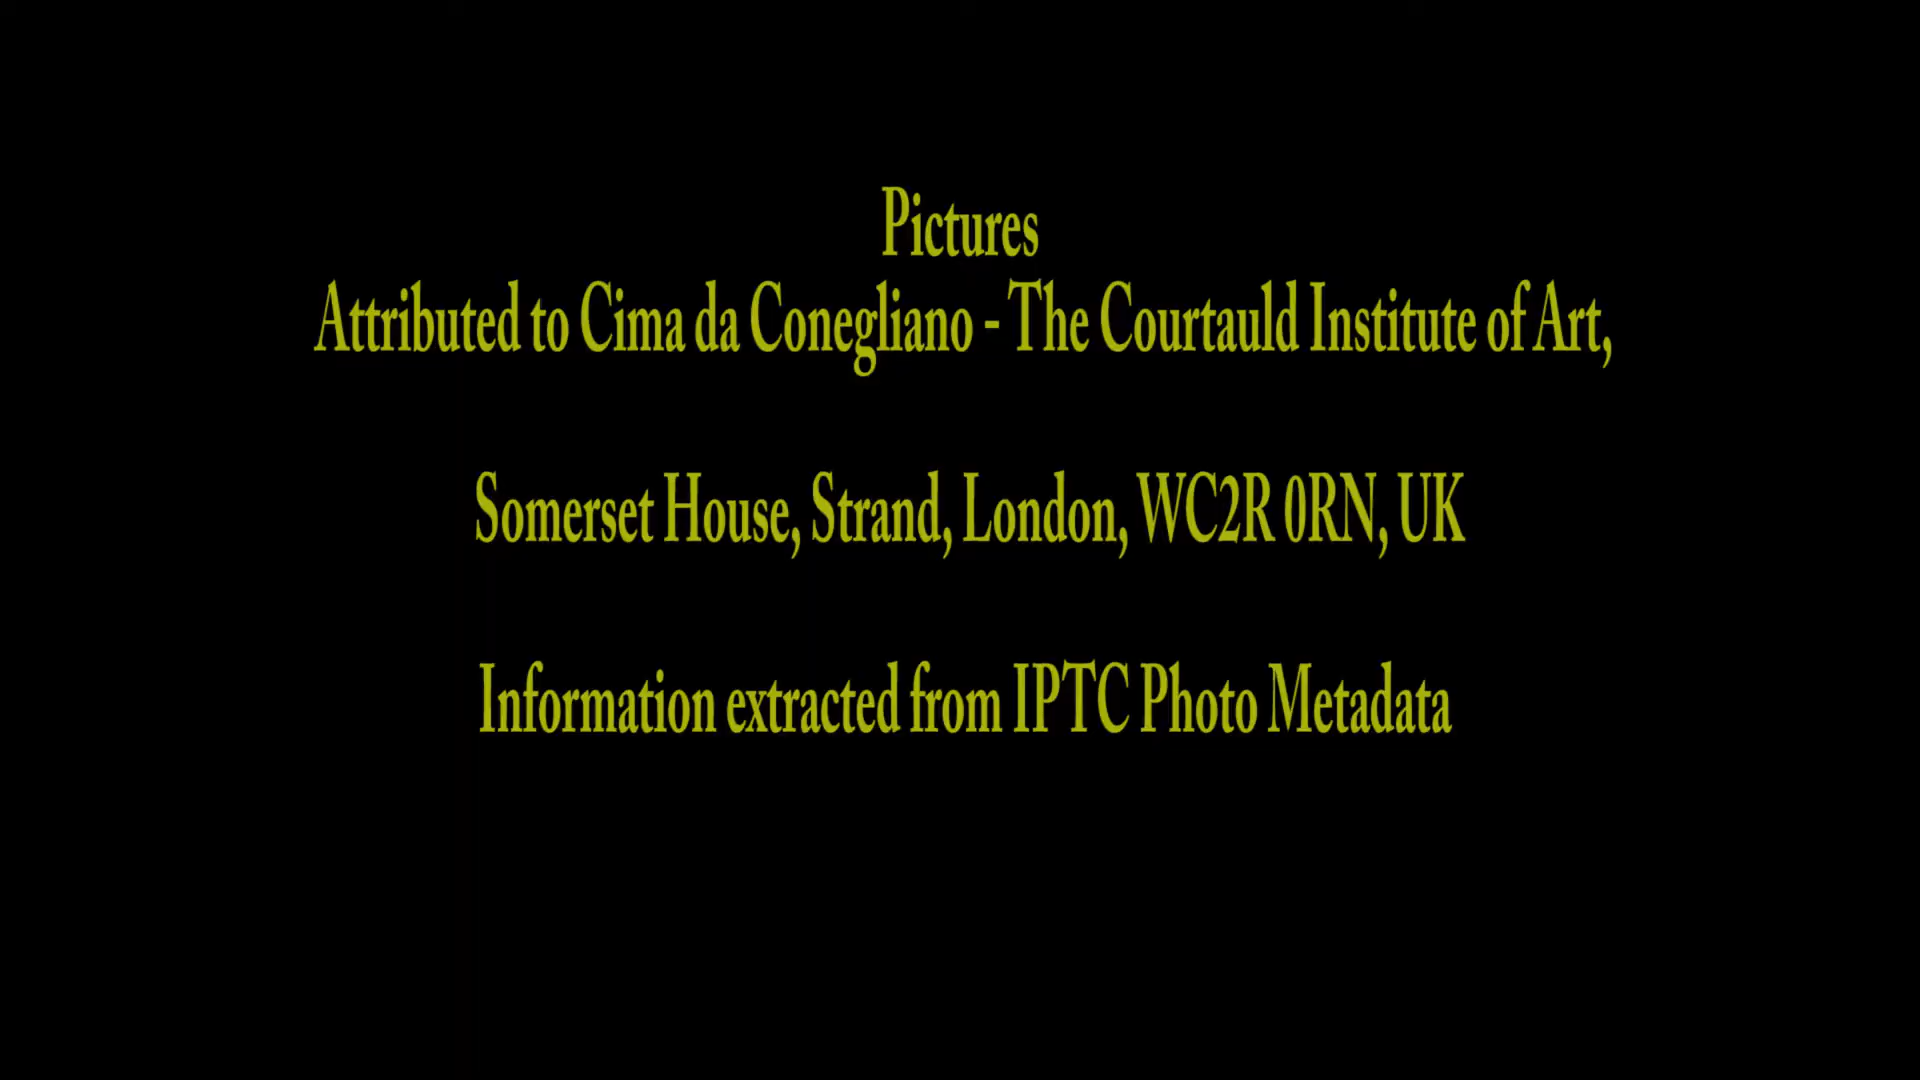 Pictures
Attributed to Cima da Conegliano - The Courtauld Institute of Art,
Somerset House, Strand, London, WC2R 0RN, UK
Information extracted from IPTC Photo Metadata